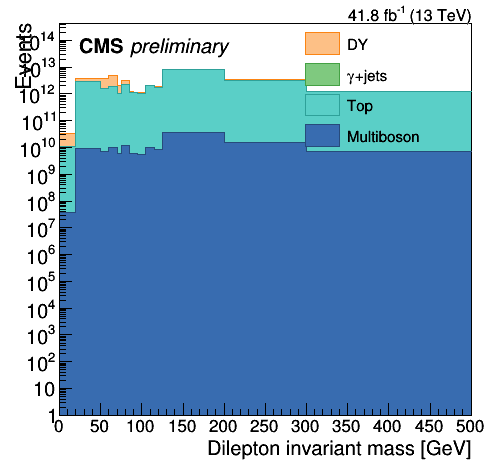 41.8 fb⁻¹ (13 TeV)
Events
CMS preliminary
DY
γ+jets
Top
Multiboson
10¹⁴
10¹³
10¹²
10¹¹
10¹⁰
10⁹
10⁸
10⁷
10⁶
10⁵
10⁴
10³
10²
10
1
0 50 100 150 200 250 300 350 400 450 500
Dilepton invariant mass [GeV]